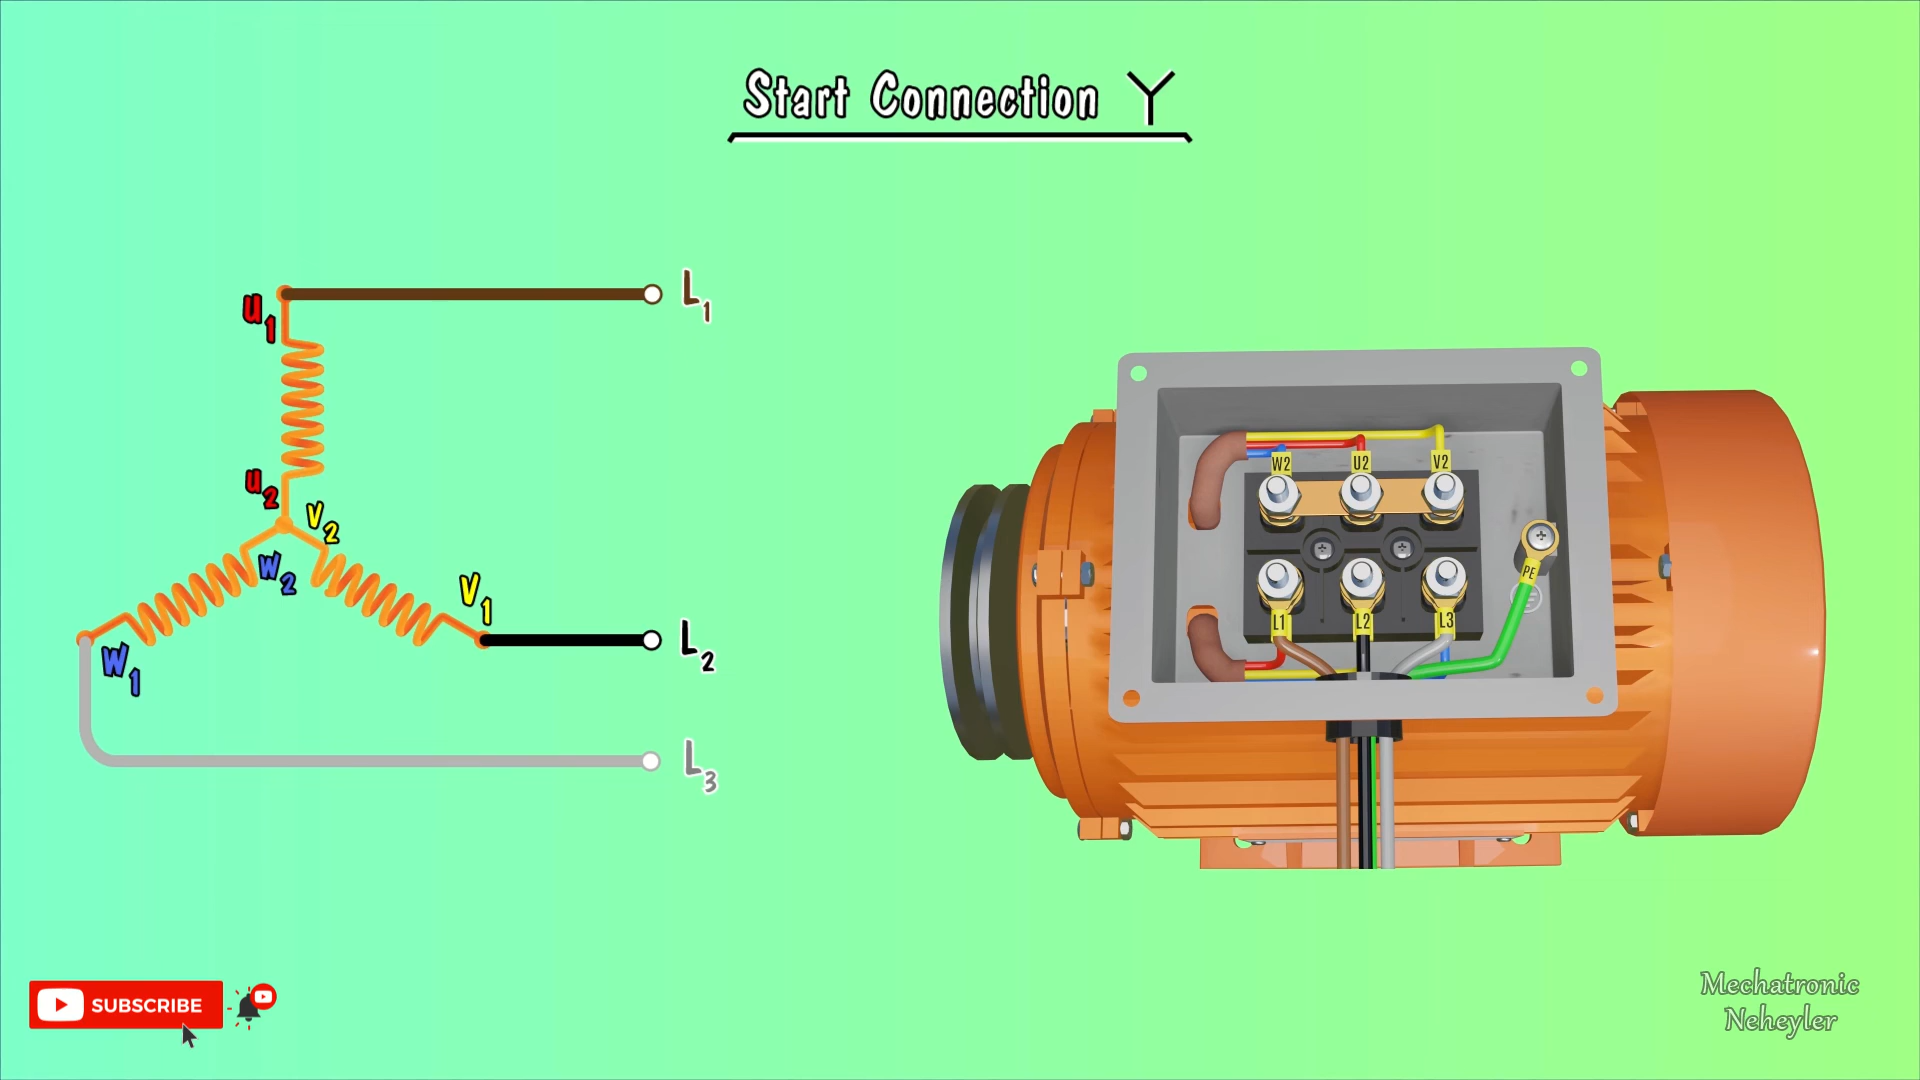 Start Connection Y
L1
U1
U2
V2
W2
V1
W1
L2
L3
W2 U2 V2
L1 L2 L3
PE
SUBSCRIBE
Mechatronic
Neheyler